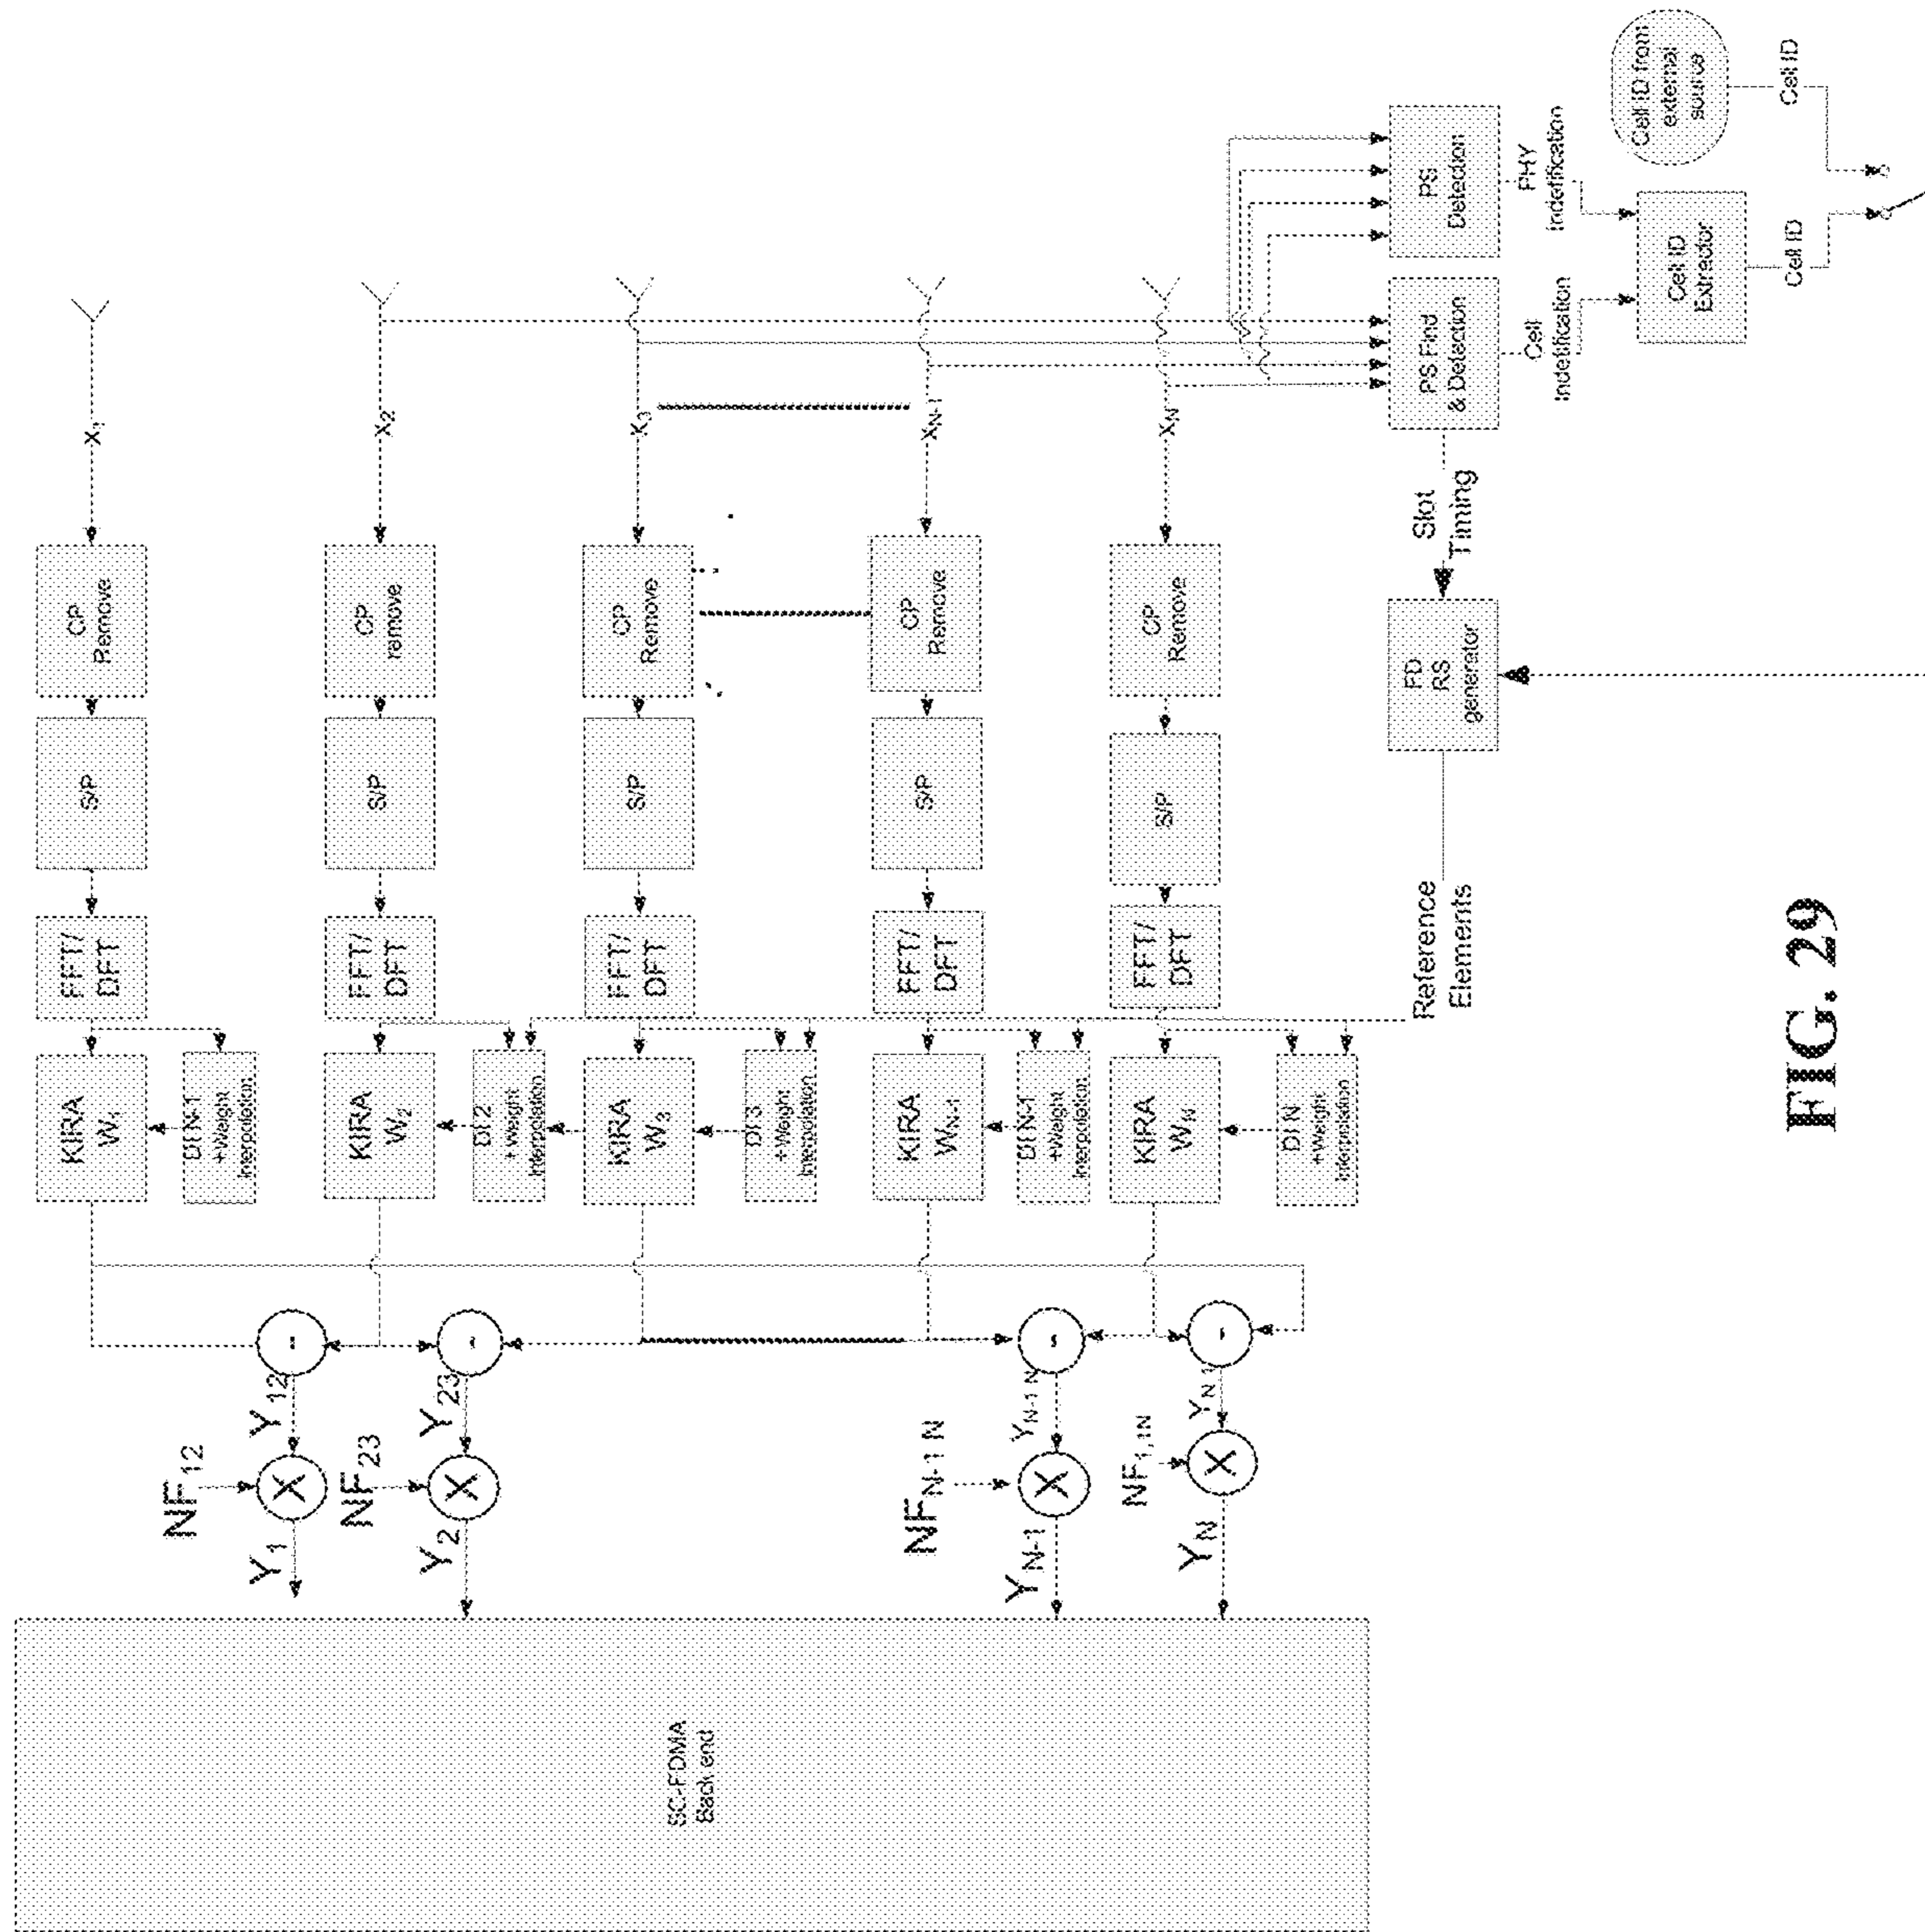 X1
CP
Remove
S/P
FFT/
DFT
KIRA
W1
DI N-1
+Weight
Interpolation
X2
CP
remove
S/P
FFT/
DFT
KIRA
W2
DI 2
+Weight
Interpolation
X3
CP
Remove
S/P
FFT/
DFT
KIRA
W3
DI 3
+Weight
Interpolation
XN-1
CP
Remove
S/P
FFT/
DFT
KIRA
WN-1
DI N-1
+Weight
Interpolation
XN
CP
Remove
S/P
FFT/
DFT
KIRA
WN
DI N
+Weight
Interpolation
-
-
-
-
Y12
Y23
YN-1 N
YN 1
NF12
NF23
NFN-1 N
NF1,1N
X
X
X
X
Y1
Y2
YN-1
YN
SC-FDMA
Back end
PS Find
& Detection
PS
Detection
Slot
Timing
FD
RS
generator
Reference
Elements
Cell
Indetification
PHY
Indetification
Cell ID
Extractor
Cell ID from
external
source
Cell ID
Cell ID
FIG. 29